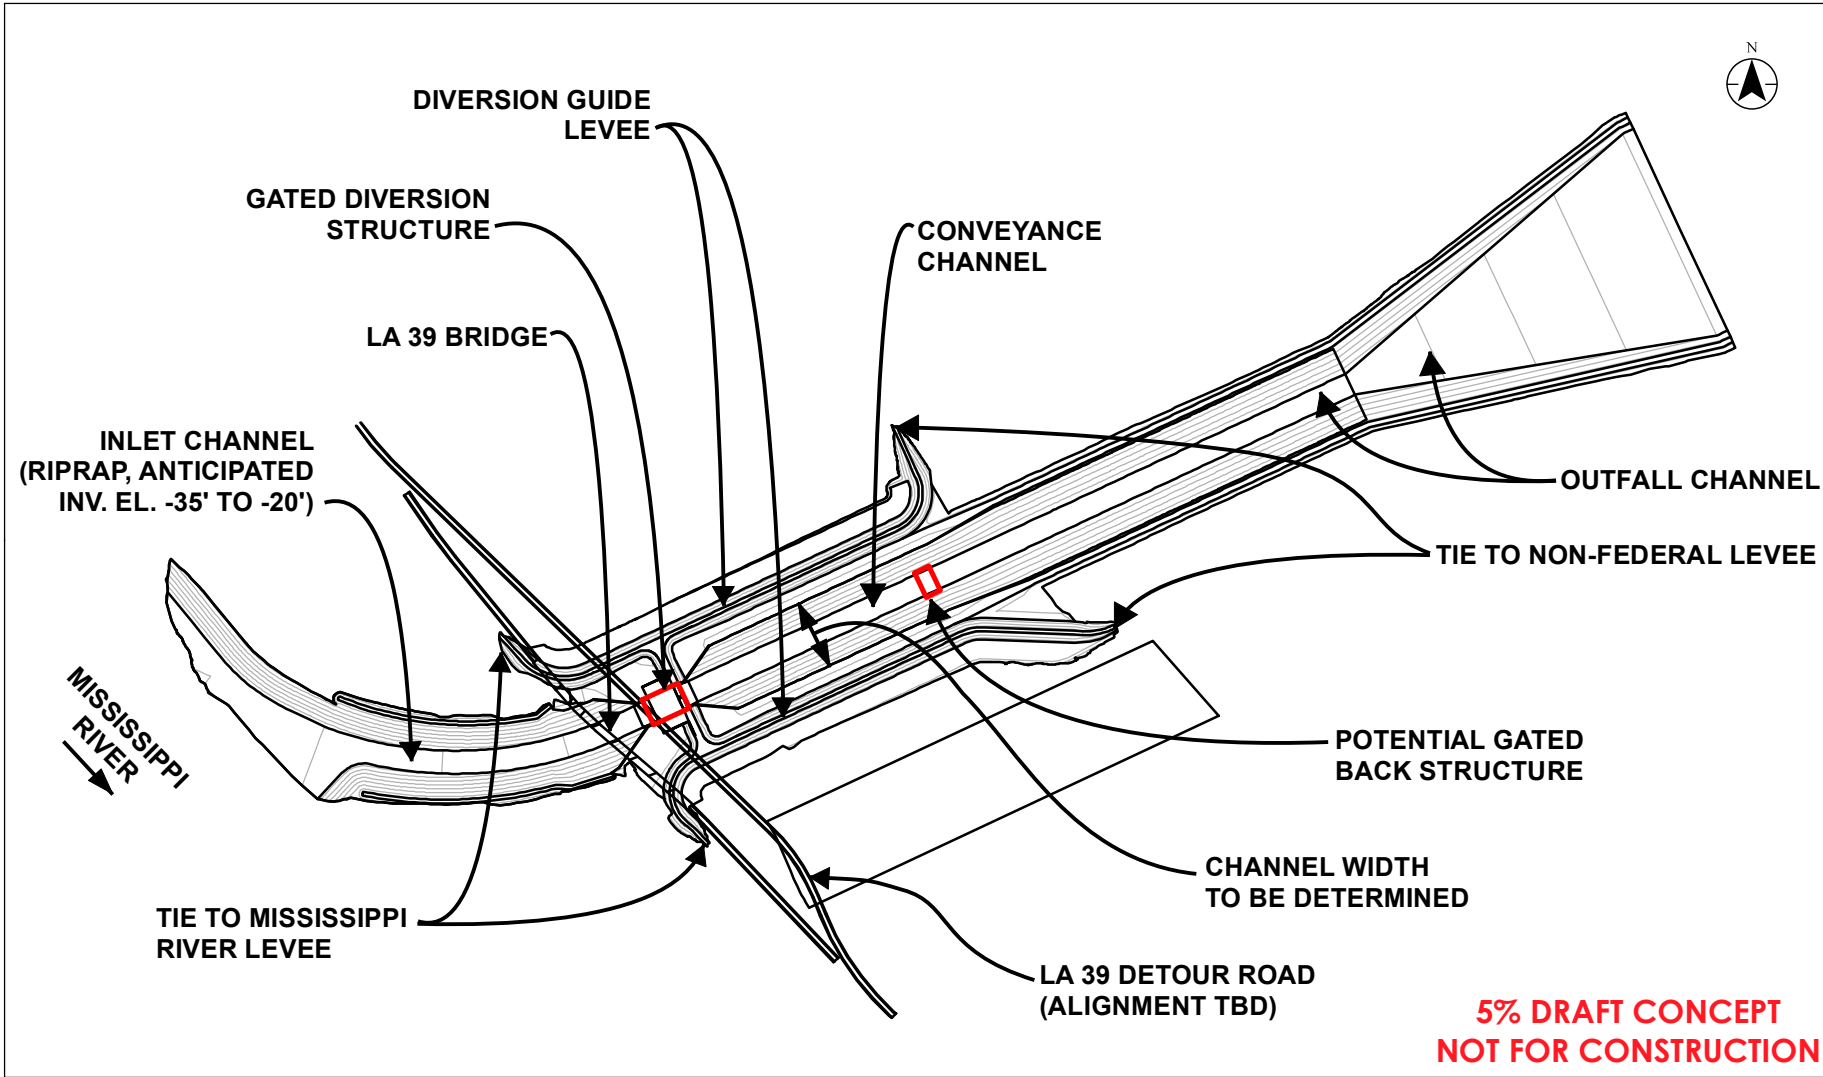 N
DIVERSION GUIDE
LEVEE
GATED DIVERSION
STRUCTURE
CONVEYANCE
CHANNEL
LA 39 BRIDGE
INLET CHANNEL
(RIPRAP, ANTICIPATED
INV. EL. -35' TO -20')
OUTFALL CHANNEL
TIE TO NON-FEDERAL LEVEE
MISSISSIPPI
RIVER
POTENTIAL GATED
BACK STRUCTURE
CHANNEL WIDTH
TO BE DETERMINED
TIE TO MISSISSIPPI
RIVER LEVEE
LA 39 DETOUR ROAD
(ALIGNMENT TBD)
5% DRAFT CONCEPT
NOT FOR CONSTRUCTION